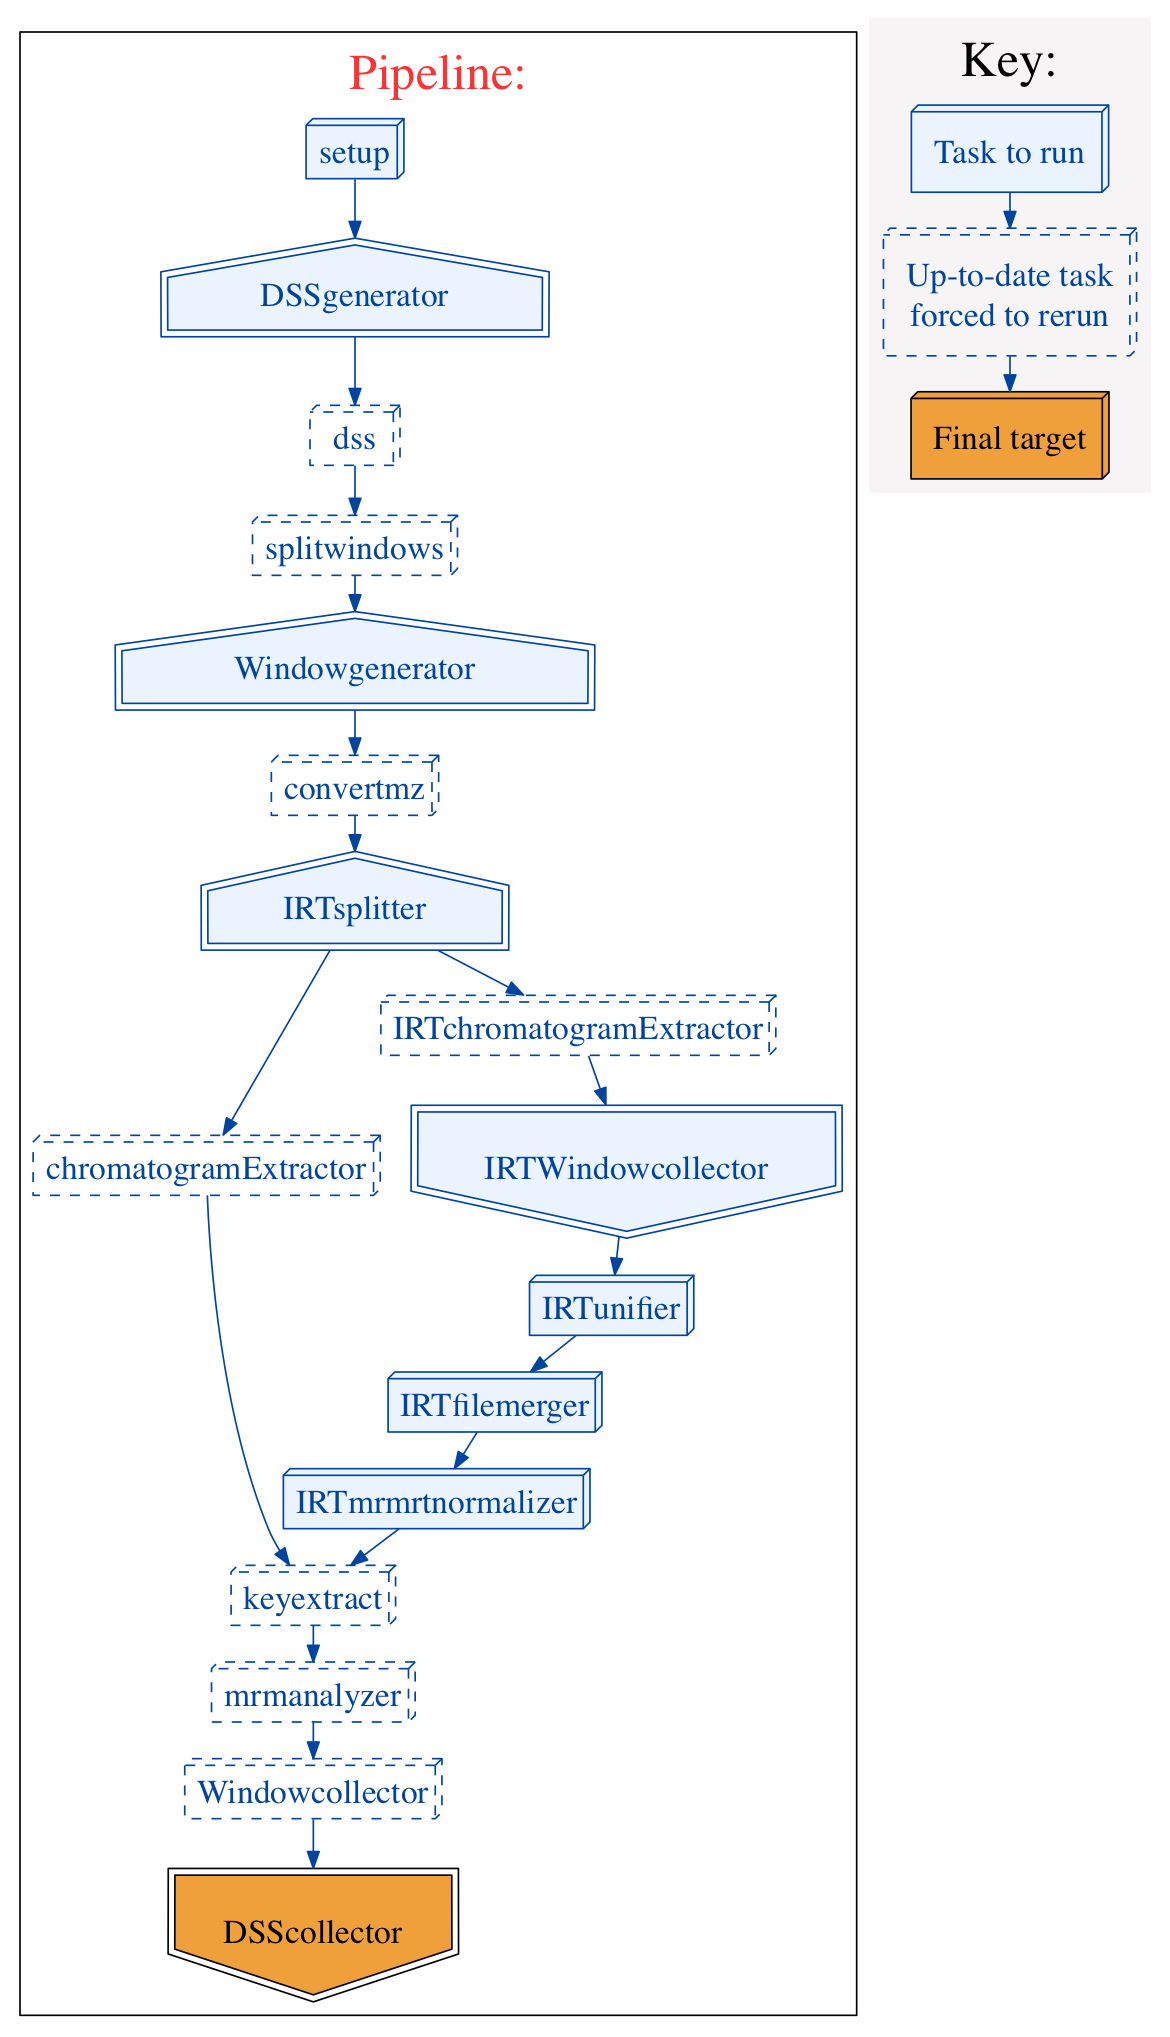 Pipeline:
setup
DSSgenerator
dss
splitwindows
Windowgenerator
convertmz
IRTsplitter
IRTchromatogramExtractor
chromatogramExtractor
IRTWindowcollector
IRTunifier
IRTfilemerger
IRTmrmrtnormalizer
keyextract
mrmanalyzer
Windowcollector
DSScollector
Key:
Task to run
Up-to-date task
forced to rerun
Final target